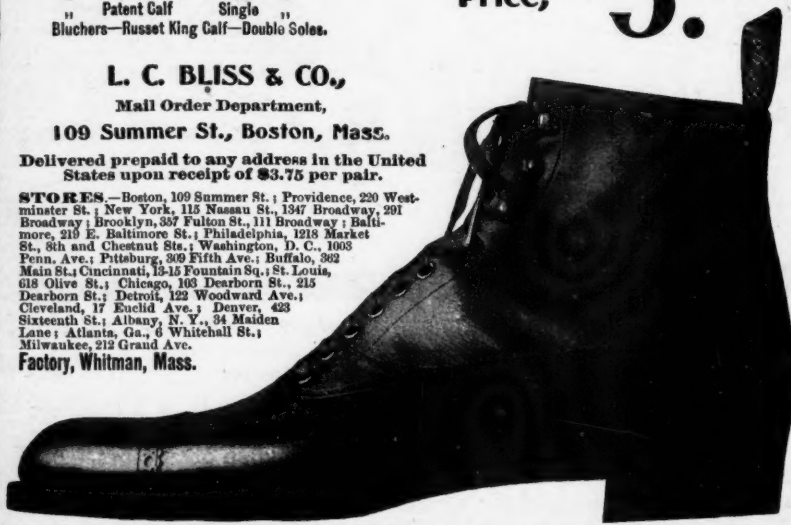 „ Patent Calf Single „
Price,
5.
Bluchers—Russet King Calf—Double Soles.
L. C. BLISS & CO.,
Mail Order Department,
109 Summer St., Boston, Mass.
Delivered prepaid to any address in the United
States upon receipt of $3.75 per pair.
STORES.—Boston, 109 Summer St.; Providence, 220 West-
minster St.; New York, 115 Nassau St., 1347 Broadway, 291
Broadway; Brooklyn, 357 Fulton St., 111 Broadway; Balti-
more, 219 E. Baltimore St.; Philadelphia, 1218 Market
St., 8th and Chestnut Sts.; Washington, D. C., 1003
Penn. Ave.; Pittsburg, 309 Fifth Ave.; Buffalo, 362
Main St.; Cincinnati, 13-15 Fountain Sq.; St. Louis,
618 Olive St.; Chicago, 103 Dearborn St., 215
Dearborn St.; Detroit, 122 Woodward Ave.;
Cleveland, 17 Euclid Ave.; Denver, 423
Sixteenth St.; Albany, N. Y., 34 Maiden
Lane; Atlanta, Ga., 6 Whitehall St.;
Milwaukee, 212 Grand Ave.
Factory, Whitman, Mass.